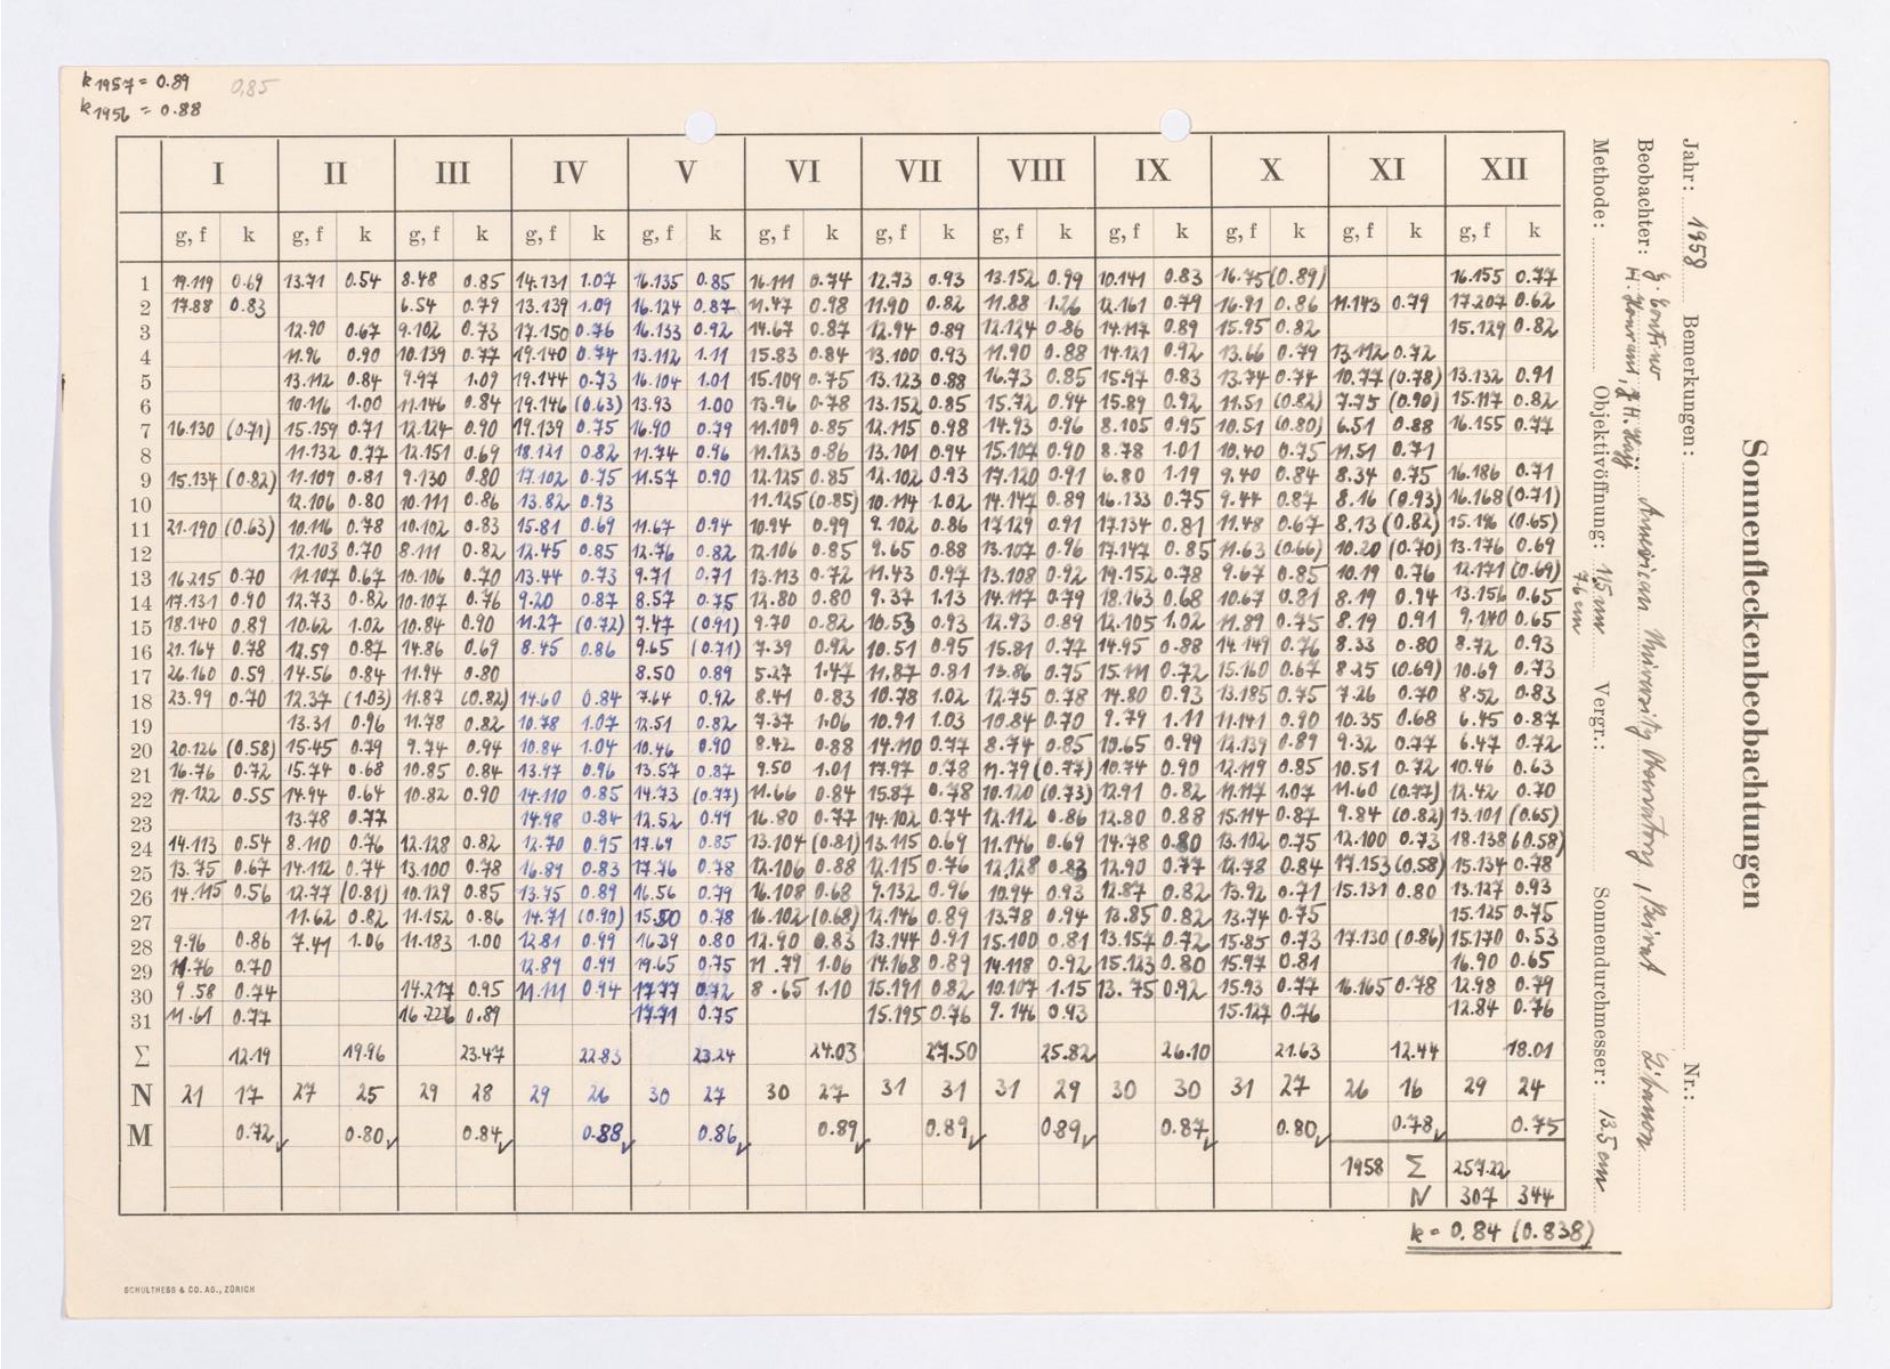 k1957 = 0.89 0,85
k1956 = 0.88
Sonnenfleckenbeobachtungen
Jahr: 1958 Bemerkungen: Nr.:
Beobachter: American University Observatory, Beirut Libanon
Methode: Objektivöffnung: 115 mm Vergr.: Sonnendurchmesser: 13.5 cm
76 mm
I II III IV V VI VII VIII IX X XI XII
g, f k g, f k g, f k g, f k g, f k g, f k g, f k g, f k g, f k g, f k g, f k g, f k
1 19.119 0.69 13.71 0.54 8.48 0.85 14.131 1.07 16.135 0.85 16.111 0.74 12.73 0.93 13.152 0.99 10.141 0.83 16.75 (0.89) 16.155 0.77
2 17.88 0.83 6.54 0.79 13.139 1.09 16.124 0.87 11.47 0.98 11.90 0.82 11.88 1.26 12.161 0.79 16.91 0.86 11.143 0.79 17.207 0.62
3 12.90 0.67 9.102 0.73 17.150 0.76 16.133 0.92 14.67 0.87 12.94 0.89 12.124 0.86 14.117 0.89 15.95 0.82 15.129 0.82
4 11.96 0.90 10.139 0.77 19.140 0.74 13.112 1.11 15.83 0.84 13.100 0.93 11.90 0.88 14.121 0.92 13.66 0.79 13.112 0.72
5 13.112 0.84 9.97 1.09 19.144 0.73 16.104 1.01 15.109 0.75 13.123 0.88 16.73 0.85 15.97 0.83 13.74 0.74 10.77 (0.78) 13.132 0.91
6 10.116 1.00 11.146 0.84 19.146 (0.63) 13.93 1.00 13.96 0.78 13.152 0.85 15.72 0.94 15.89 0.92 11.51 (0.82) 7.75 (0.90) 15.117 0.82
7 16.130 (0.71) 15.159 0.71 12.124 0.90 19.139 0.75 16.90 0.79 11.109 0.85 12.115 0.98 14.93 0.96 8.105 0.95 10.51 (0.80) 6.51 0.88 16.155 0.77
8 11.132 0.77 12.151 0.69 18.121 0.82 11.74 0.96 11.123 0.86 13.101 0.94 15.107 0.90 8.78 1.01 10.40 0.75 11.51 0.71
9 15.134 (0.82) 11.109 0.81 9.130 0.80 17.102 0.75 11.57 0.90 12.125 0.85 12.102 0.93 17.120 0.91 6.80 1.19 9.40 0.84 8.34 0.75 16.186 0.71
10 12.106 0.80 10.111 0.86 13.82 0.93 11.125 (0.85) 10.114 1.02 14.147 0.89 16.133 0.75 9.44 0.87 8.16 (0.93) 16.168 (0.71)
11 21.190 (0.63) 10.116 0.78 10.102 0.83 15.81 0.69 11.67 0.94 10.94 0.99 9.102 0.86 17.129 0.91 17.134 0.81 11.48 0.67 8.13 (0.82) 15.196 (0.65)
12 12.103 0.70 8.111 0.82 12.45 0.85 12.76 0.82 12.106 0.85 9.65 0.88 13.107 0.96 17.147 0.85 11.63 (0.66) 10.20 (0.70) 13.176 0.69
13 16.215 0.70 11.107 0.67 10.106 0.70 13.44 0.73 9.71 0.71 13.113 0.72 11.43 0.97 13.108 0.92 19.152 0.78 9.67 0.85 10.19 0.76 12.171 (0.69)
14 17.131 0.90 12.73 0.82 10.107 0.76 9.20 0.87 8.57 0.75 12.80 0.80 9.37 1.13 14.117 0.79 18.163 0.68 10.67 0.81 8.19 0.94 13.156 0.65
15 18.140 0.89 10.62 1.02 10.84 0.90 11.27 (0.72) 7.47 (0.91) 9.70 0.82 10.53 0.93 12.93 0.89 12.105 1.02 11.89 0.75 8.19 0.91 9.140 0.65
16 21.164 0.78 12.59 0.87 14.86 0.69 8.45 0.86 9.65 (0.71) 7.39 0.92 10.51 0.95 15.81 0.77 14.95 0.88 14.149 0.76 8.33 0.80 8.72 0.93
17 26.160 0.59 14.56 0.84 11.94 0.80 8.50 0.89 5.27 1.47 11.87 0.81 13.86 0.75 15.111 0.72 15.160 0.67 8.25 (0.69) 10.69 0.73
18 23.99 0.70 12.37 (1.03) 11.87 (0.82) 14.60 0.84 7.64 0.92 8.41 0.83 10.78 1.02 12.75 0.78 14.80 0.93 13.185 0.75 7.26 0.70 8.52 0.83
19 13.31 0.96 11.78 0.82 10.78 1.07 12.51 0.82 7.37 1.06 10.91 1.03 10.84 0.70 9.79 1.11 11.141 0.90 10.35 0.68 6.45 0.87
20 20.126 (0.58) 15.45 0.79 9.74 0.94 10.84 1.04 10.46 0.90 8.42 0.88 14.110 0.77 8.74 0.85 10.65 0.99 12.139 0.89 9.32 0.77 6.47 0.72
21 16.76 0.72 15.74 0.68 10.85 0.84 13.97 0.96 13.57 0.87 9.50 1.01 17.97 0.78 11.79 (0.77) 10.74 0.90 12.119 0.85 10.51 0.72 10.46 0.63
22 19.122 0.55 14.94 0.64 10.82 0.90 14.110 0.85 14.73 (0.77) 11.66 0.84 15.87 0.78 10.120 (0.73) 12.91 0.82 11.117 1.07 11.60 (0.77) 12.42 0.70
23 13.78 0.77 14.98 0.84 12.52 0.99 16.80 0.77 14.102 0.74 12.112 0.86 12.80 0.88 15.114 0.87 9.84 (0.82) 13.101 (0.65)
24 14.113 0.54 8.110 0.76 12.128 0.82 12.70 0.95 17.69 0.85 13.104 (0.81) 13.115 0.69 11.146 0.69 14.78 0.80 13.102 0.75 12.100 0.73 18.138 (0.58)
25 13.75 0.67 14.112 0.74 13.100 0.78 16.89 0.83 17.76 0.78 12.106 0.88 12.115 0.76 12.128 0.83 12.90 0.77 12.78 0.84 17.153 (0.58) 15.134 0.78
26 14.115 0.56 12.77 (0.81) 10.129 0.85 13.75 0.89 16.56 0.79 16.108 0.68 9.132 0.96 10.94 0.93 12.87 0.82 13.92 0.71 15.131 0.80 13.127 0.93
27 11.62 0.82 11.152 0.86 14.71 (0.90) 15.50 0.78 16.102 (0.68) 12.146 0.89 13.78 0.94 13.85 0.82 13.74 0.75 15.125 0.75
28 9.96 0.86 7.41 1.06 11.183 1.00 12.81 0.99 16.39 0.80 12.90 0.83 13.144 0.91 15.100 0.81 13.157 0.72 15.85 0.73 17.130 (0.86) 15.170 0.53
29 11.76 0.70 12.89 0.99 19.65 0.75 11.79 1.06 14.168 0.89 14.118 0.92 15.123 0.80 15.97 0.81 16.90 0.65
30 9.58 0.74 14.217 0.95 11.111 0.94 17.77 0.72 8.65 1.10 15.191 0.82 10.107 1.15 13.75 0.92 15.93 0.77 16.165 0.78 12.98 0.79
31 11.61 0.77 16.226 0.89 17.71 0.75 15.195 0.76 9.146 0.93 15.127 0.76 12.84 0.76
Σ 12.19 19.96 23.47 22.83 23.24 24.03 27.50 25.82 26.10 21.63 12.44 18.01
N 21 17 27 25 29 28 29 26 30 27 30 27 31 31 31 29 30 30 31 27 26 16 29 24
M 0.72 0.80 0.84 0.88 0.86 0.89 0.89 0.89 0.87 0.80 0.78 0.75
1958 Σ 257.22
N 307 344
k = 0.84 (0.838)
SCHULTHESS & CO. AG., ZÜRICH